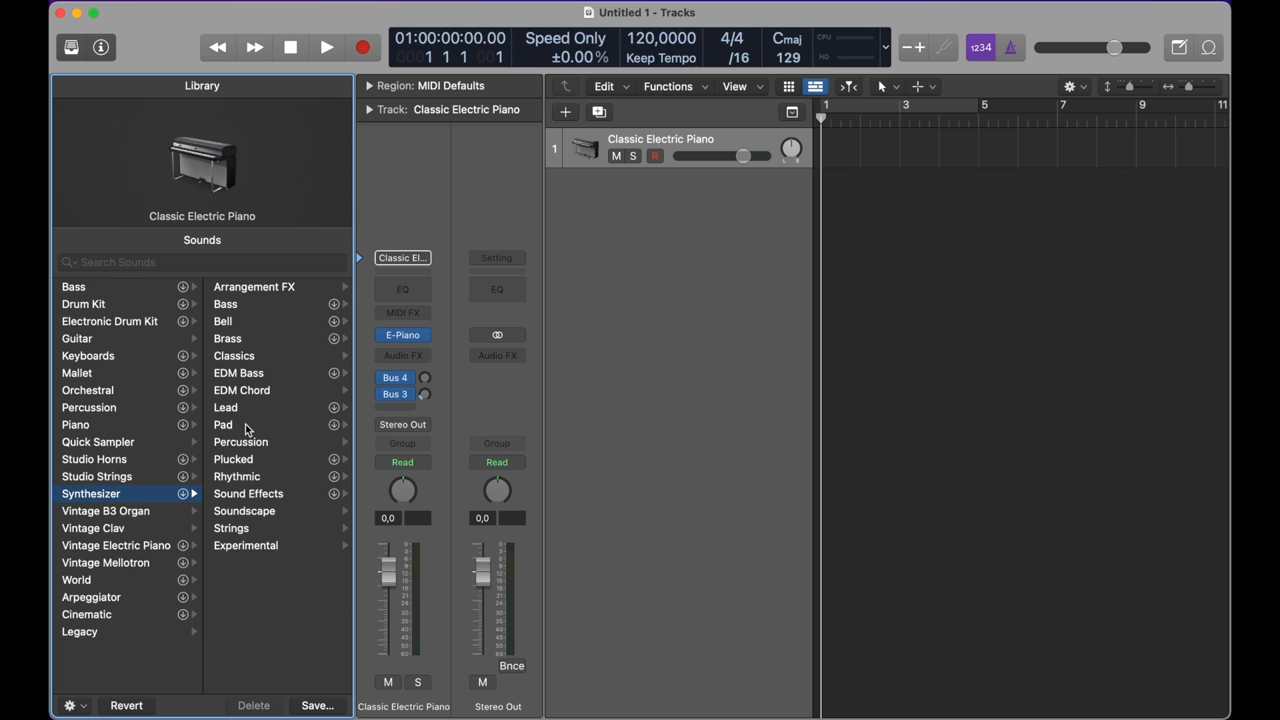 Untitled 1 - Tracks
01:00:00:00.00
0001 1 1 001
Speed Only
±0.00%
120,0000
Keep Tempo
4/4
/16
Cmaj
129
CPU
HD
1234
Library
Classic Electric Piano
Sounds
Search Sounds
Bass
Drum Kit
Electronic Drum Kit
Guitar
Keyboards
Mallet
Orchestral
Percussion
Piano
Quick Sampler
Studio Horns
Studio Strings
Synthesizer
Vintage B3 Organ
Vintage Clav
Vintage Electric Piano
Vintage Mellotron
World
Arpeggiator
Cinematic
Legacy
Arrangement FX
Bass
Bell
Brass
Classics
EDM Bass
EDM Chord
Lead
Pad
Percussion
Plucked
Rhythmic
Sound Effects
Soundscape
Strings
Experimental
Revert
Delete
Save...
Region: MIDI Defaults
Track: Classic Electric Piano
Classic El...
EQ
MIDI FX
E-Piano
Audio FX
Bus 4
Bus 3
Stereo Out
Group
Read
0,0
M S
Classic Electric Piano
Setting
EQ
Audio FX
Group
Read
0,0
Bnce
M
Stereo Out
Edit
Functions
View
1 3 5 7 9 11
1
Classic Electric Piano
M S R
L R